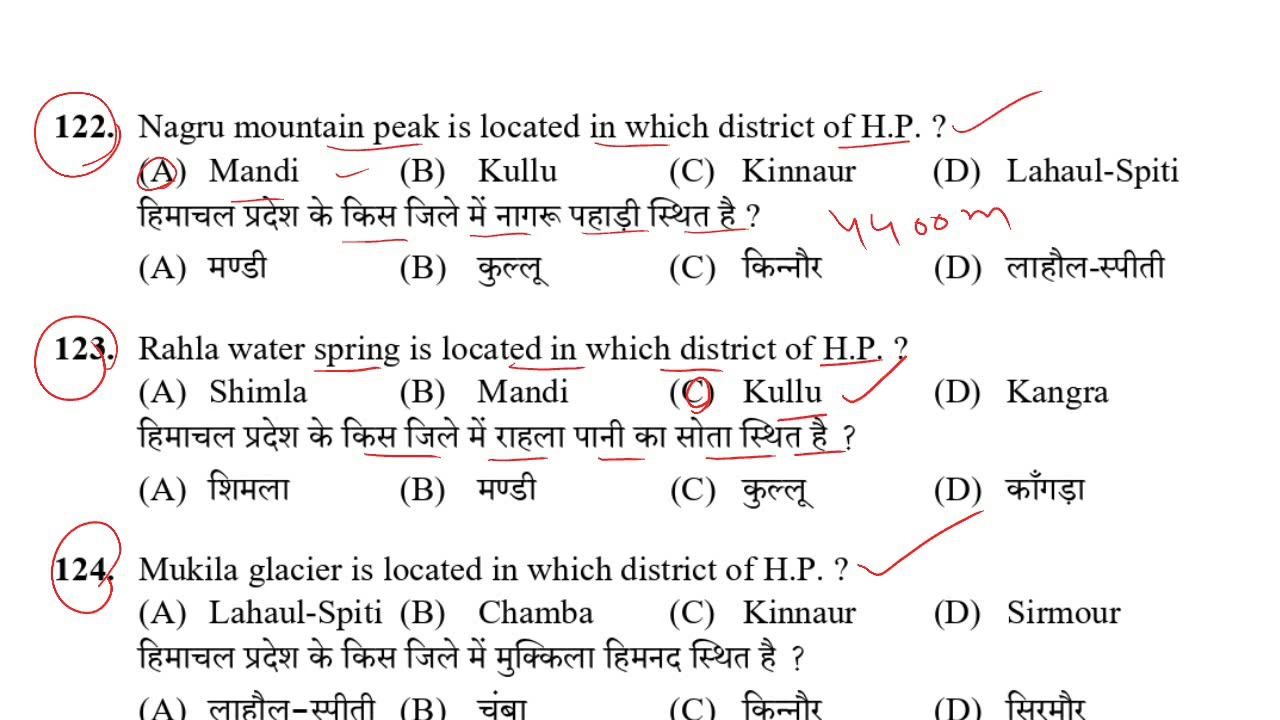 122. Nagru mountain peak is located in which district of H.P. ?
(A) Mandi (B) Kullu (C) Kinnaur (D) Lahaul-Spiti
हिमाचल प्रदेश के किस जिले में नागरू पहाड़ी स्थित है ?
4400 m
(A) मण्डी (B) कुल्लू (C) किन्नौर (D) लाहौल-स्पीती
123. Rahla water spring is located in which district of H.P. ?
(A) Shimla (B) Mandi (C) Kullu (D) Kangra
हिमाचल प्रदेश के किस जिले में राहला पानी का सोता स्थित है ?
(A) शिमला (B) मण्डी (C) कुल्लू (D) काँगड़ा
124. Mukila glacier is located in which district of H.P. ?
(A) Lahaul-Spiti (B) Chamba (C) Kinnaur (D) Sirmour
हिमाचल प्रदेश के किस जिले में मुक्किला हिमनद स्थित है ?
(A) लाहौल-स्पीती (B) चंबा (C) किन्नौर (D) सिरमौर